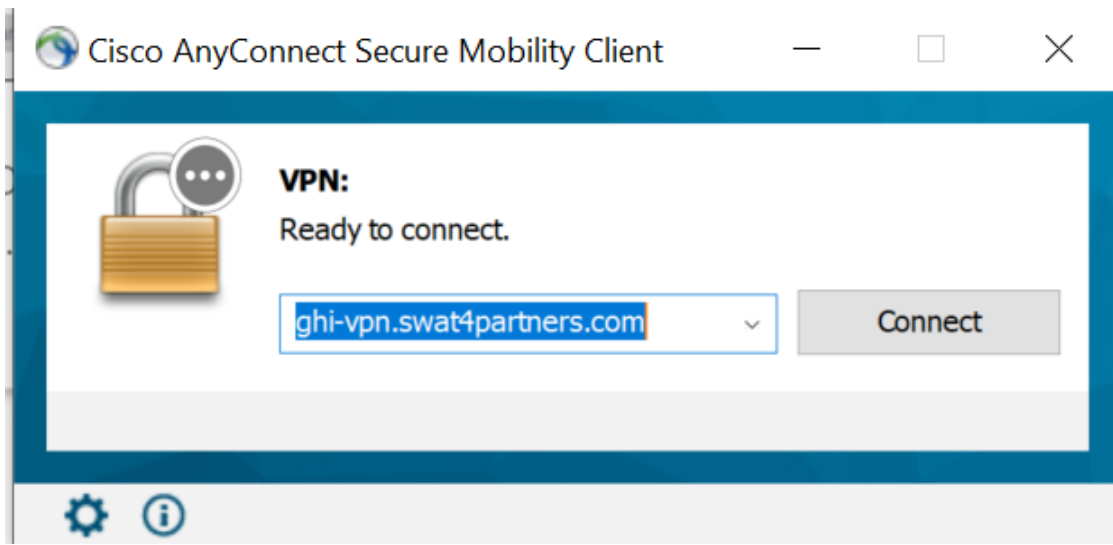 Cisco AnyConnect Secure Mobility Client
VPN:
Ready to connect.
ghi-vpn.swat4partners.com
Connect